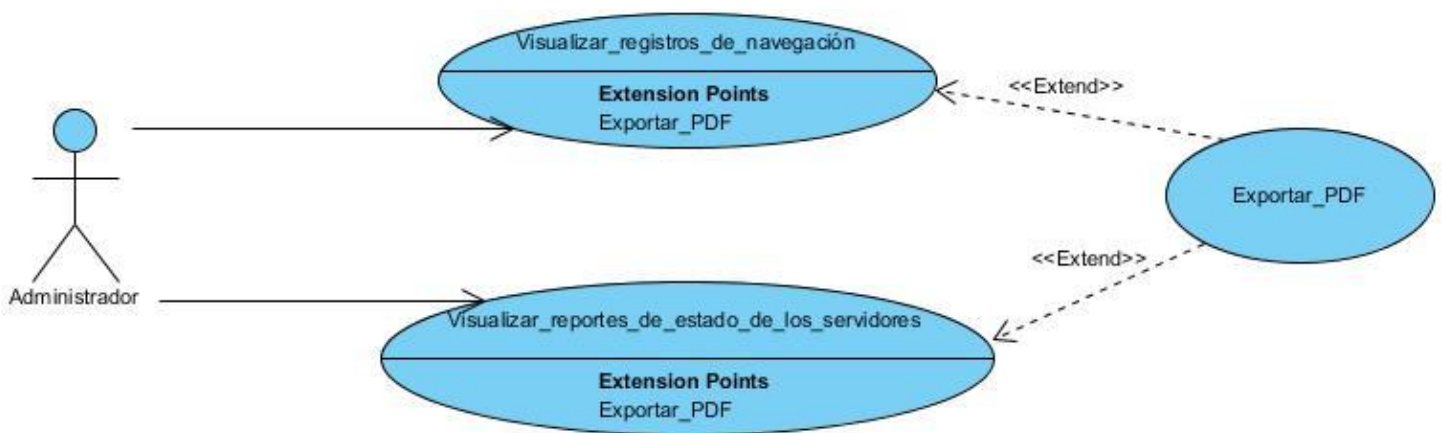 Visualizar_registros_de_navegación
Extension Points
Exportar_PDF
<<Extend>>
Exportar_PDF
<<Extend>>
Administrador
Visualizar_reportes_de_estado_de_los_servidores
Extension Points
Exportar_PDF